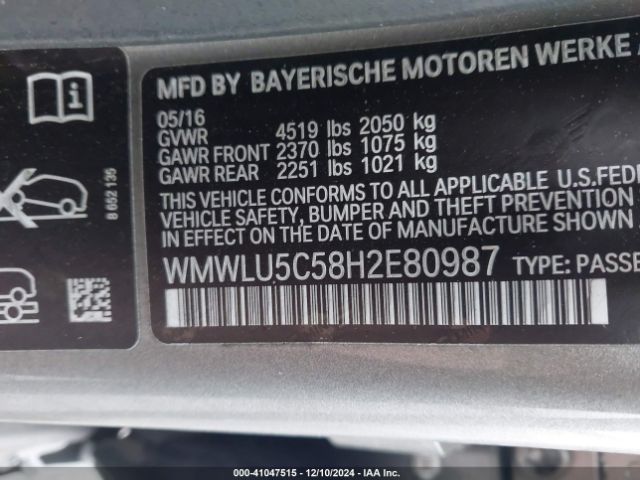 MFD BY BAYERISCHE MOTOREN WERKE
05/16
GVWR 4519 lbs 2050 kg
GAWR FRONT 2370 lbs 1075 kg
GAWR REAR 2251 lbs 1021 kg
THIS VEHICLE CONFORMS TO ALL APPLICABLE U.S.FED
VEHICLE SAFETY, BUMPER AND THEFT PREVENTION
IN EFFECT ON THE DATE OF MANUFACTURE SHOWN
WMWLU5C58H2E80987 TYPE: PASSE
8 652 135
000-41047515 - 12/10/2024 - IAA Inc.